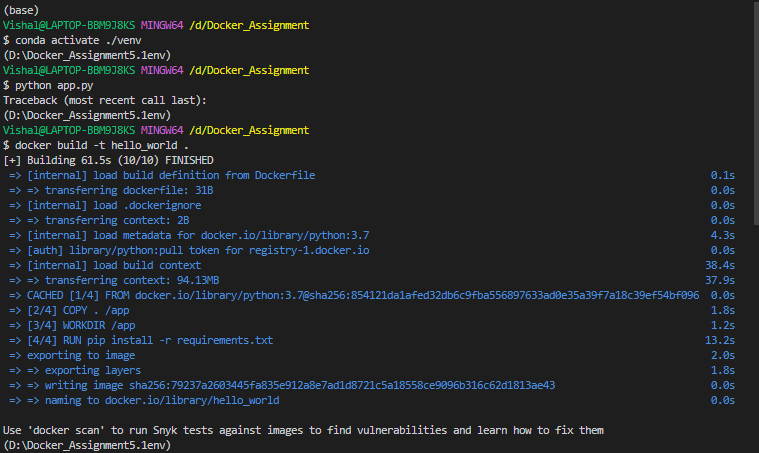 (base)
Vishal@LAPTOP-BBM9J8KS MINGW64 /d/Docker_Assignment
$ conda activate ./venv
(D:\Docker_Assignment5.1env)
Vishal@LAPTOP-BBM9J8KS MINGW64 /d/Docker_Assignment
$ python app.py
Traceback (most recent call last):
(D:\Docker_Assignment5.1env)
Vishal@LAPTOP-BBM9J8KS MINGW64 /d/Docker_Assignment
$ docker build -t hello_world .
[+] Building 61.5s (10/10) FINISHED
=> [internal] load build definition from Dockerfile 0.1s
=> => transferring dockerfile: 31B 0.0s
=> [internal] load .dockerignore 0.0s
=> => transferring context: 2B 0.0s
=> [internal] load metadata for docker.io/library/python:3.7 4.3s
=> [auth] library/python:pull token for registry-1.docker.io 0.0s
=> [internal] load build context 38.4s
=> => transferring context: 94.13MB 37.9s
=> CACHED [1/4] FROM docker.io/library/python:3.7@sha256:854121da1afed32db6c9fba556897633ad0e35a39f7a18c39ef54bf096 0.0s
=> [2/4] COPY . /app 1.8s
=> [3/4] WORKDIR /app 1.2s
=> [4/4] RUN pip install -r requirements.txt 13.2s
=> exporting to image 2.0s
=> => exporting layers 1.8s
=> => writing image sha256:79237a2603445fa835e912a8e7ad1d8721c5a18558ce9096b316c62d1813ae43 0.0s
=> => naming to docker.io/library/hello_world 0.0s
Use 'docker scan' to run Snyk tests against images to find vulnerabilities and learn how to fix them
(D:\Docker_Assignment5.1env)